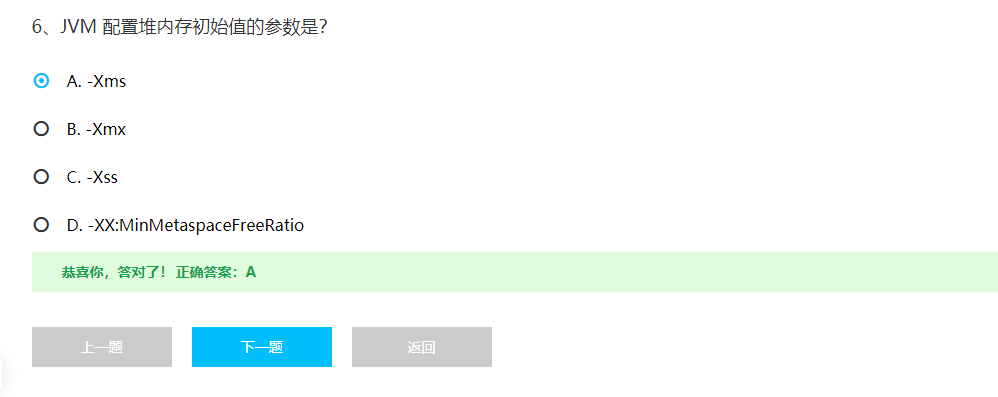 6、JVM 配置堆内存初始值的参数是？
A. -Xms
B. -Xmx
C. -Xss
D. -XX:MinMetaspaceFreeRatio
恭喜你，答对了！正确答案：A
上一题 下一题 返回